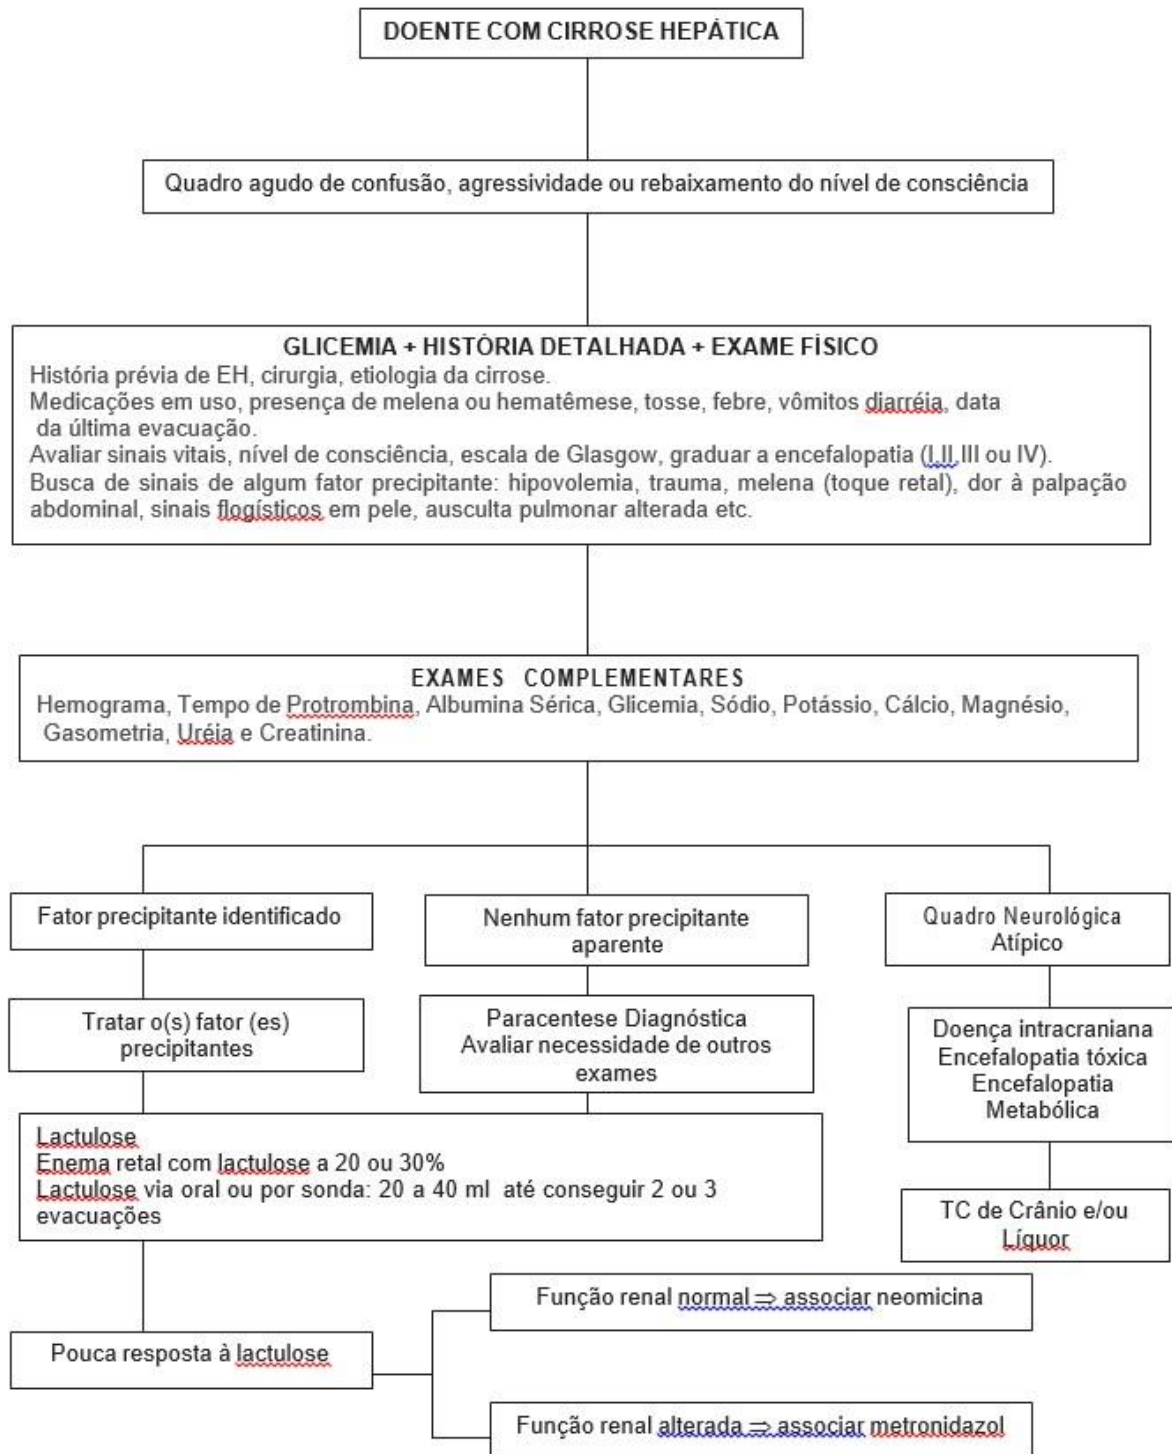 DOENTE COM CIRROSE HEPÁTICA
Quadro agudo de confusão, agressividade ou rebaixamento do nível de consciência
GLICEMIA + HISTÓRIA DETALHADA + EXAME FÍSICO
História prévia de EH, cirurgia, etiologia da cirrose.
Medicações em uso, presença de melena ou hematêmese, tosse, febre, vômitos diarréia, data
da última evacuação.
Avaliar sinais vitais, nível de consciência, escala de Glasgow, graduar a encefalopatia (I,II,III ou IV).
Busca de sinais de algum fator precipitante: hipovolemia, trauma, melena (toque retal), dor à palpação
abdominal, sinais flogísticos em pele, ausculta pulmonar alterada etc.
EXAMES COMPLEMENTARES
Hemograma, Tempo de Protrombina, Albumina Sérica, Glicemia, Sódio, Potássio, Cálcio, Magnésio,
Gasometria, Uréia e Creatinina.
Fator precipitante identificado
Tratar o(s) fator (es)
precipitantes
Nenhum fator precipitante
aparente
Paracentese Diagnóstica
Avaliar necessidade de outros
exames
Quadro Neurológica
Atípico
Doença intracraniana
Encefalopatia tóxica
Encefalopatia
Metabólica
TC de Crânio e/ou
Líquor
Lactulose
Enema retal com lactulose a 20 ou 30%
Lactulose via oral ou por sonda: 20 a 40 ml até conseguir 2 ou 3
evacuações
Pouca resposta à lactulose
Função renal normal ⇒ associar neomicina
Função renal alterada ⇒ associar metronidazol